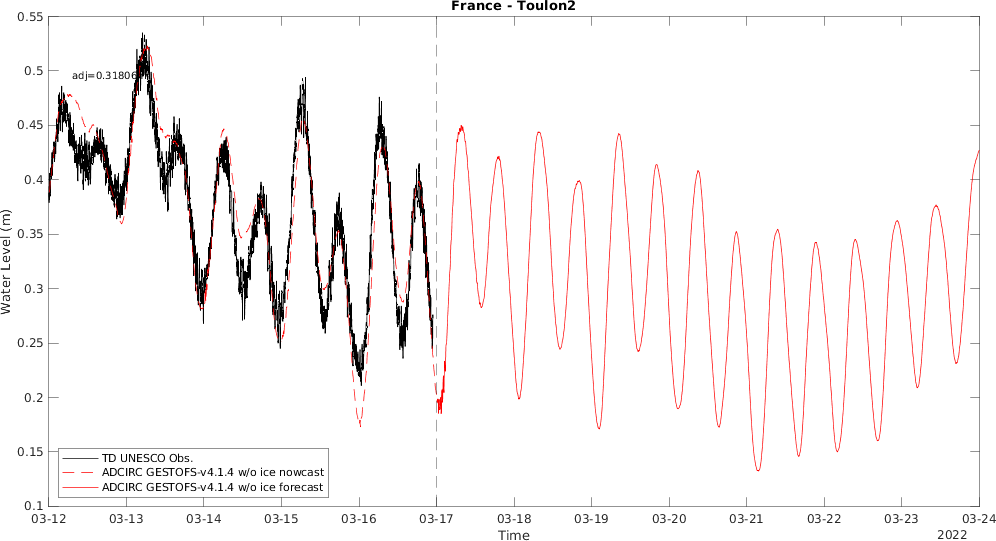 France - Toulon2
0.55
0.5
0.45
0.4
0.35
0.3
0.25
0.2
0.15
0.1
Water Level (m)
adj=0.31806
TD UNESCO Obs.
ADCIRC GESTOFS-v4.1.4 w/o ice nowcast
ADCIRC GESTOFS-v4.1.4 w/o ice forecast
03-12 03-13 03-14 03-15 03-16 03-17 03-18 03-19 03-20 03-21 03-22 03-23 03-24
Time
2022